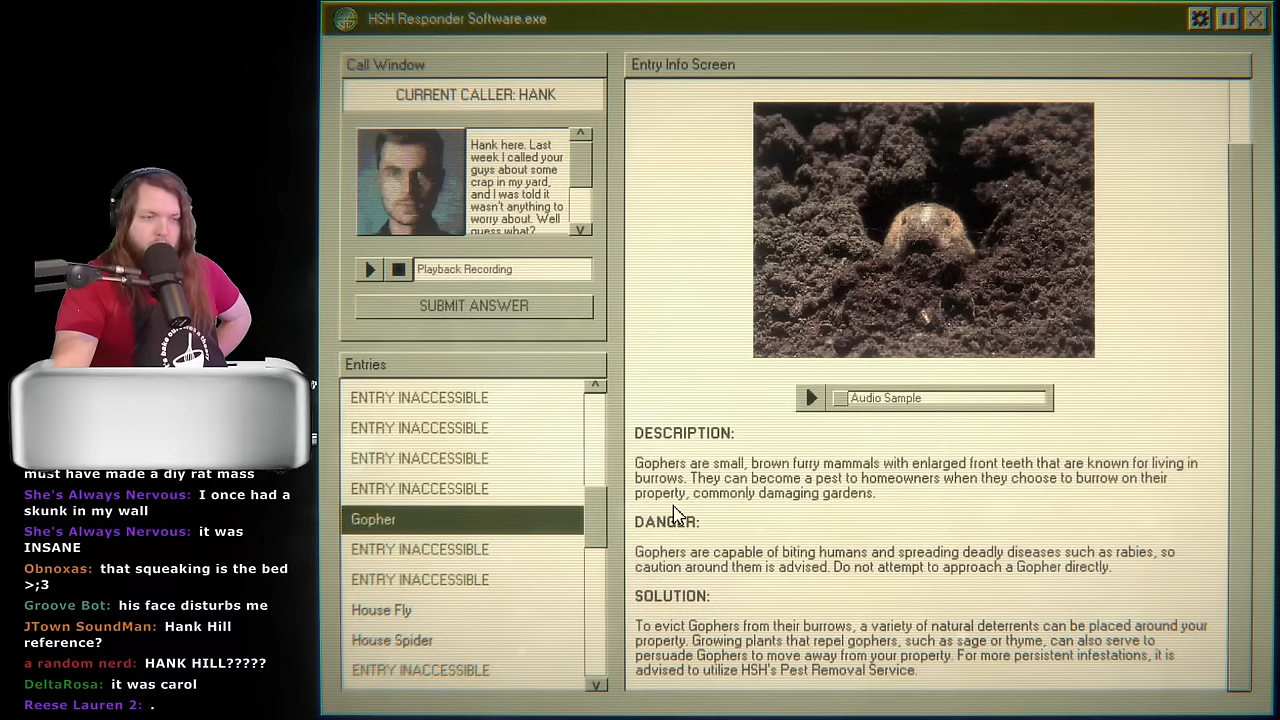 HSH Responder Software.exe
Call Window
CURRENT CALLER: HANK
Hank here. Last
week I called your
guys about some
crap in my yard,
and I was told it
wasn't anything to
worry about. Well
guess what?
Playback Recording
SUBMIT ANSWER
Entries
ENTRY INACCESSIBLE
ENTRY INACCESSIBLE
ENTRY INACCESSIBLE
ENTRY INACCESSIBLE
Gopher
ENTRY INACCESSIBLE
ENTRY INACCESSIBLE
House Fly
House Spider
ENTRY INACCESSIBLE
Entry Info Screen
Audio Sample
DESCRIPTION:
Gophers are small, brown furry mammals with enlarged front teeth that are known for living in
burrows. They can become a pest to homeowners when they choose to burrow on their
property, commonly damaging gardens.
DANGER:
Gophers are capable of biting humans and spreading deadly diseases such as rabies, so
caution around them is advised. Do not attempt to approach a Gopher directly.
SOLUTION:
To evict Gophers from their burrows, a variety of natural deterrents can be placed around your
property. Growing plants that repel gophers, such as sage or thyme, can also serve to
persuade Gophers to move away from your property. For more persistent infestations, it is
advised to utilize HSH's Pest Removal Service.
must have made a diy rat mass
She's Always Nervous: I once had a
skunk in my wall
She's Always Nervous: it was
INSANE
Obnoxas: that squeaking is the bed
>;3
Groove Bot: his face disturbs me
JTown SoundMan: Hank Hill
reference?
a random nerd: HANK HILL?????
DeltaRosa: it was carol
Reese Lauren 2: .